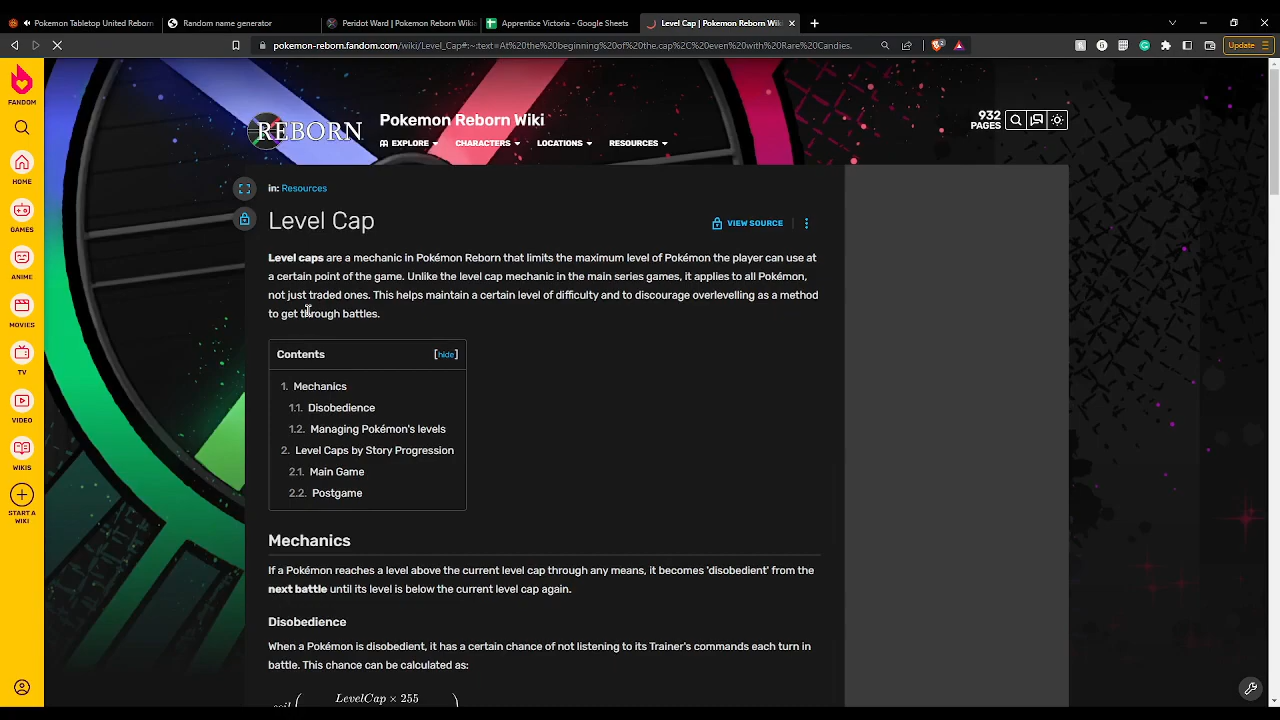 Pokemon Tabletop United Reborn
Random name generator
Peridot Ward | Pokemon Reborn Wikia
Apprentice Victoria - Google Sheets
Level Cap | Pokemon Reborn Wiki
pokemon-reborn.fandom.com/wiki/Level_Cap#:~:text=At%20the%20beginning%20of%20the,cap%2C%20even%20with%20Rare%20Candies.
Update
FANDOM
HOME
GAMES
ANIME
MOVIES
TV
VIDEO
WIKIS
START A
WIKI
REBORN
Pokemon Reborn Wiki
EXPLORE
CHARACTERS
LOCATIONS
RESOURCES
932
PAGES
in: Resources
Level Cap
VIEW SOURCE
Level caps are a mechanic in Pokémon Reborn that limits the maximum level of Pokémon the player can use at
a certain point of the game. Unlike the level cap mechanic in the main series games, it applies to all Pokémon,
not just traded ones. This helps maintain a certain level of difficulty and to discourage overlevelling as a method
to get through battles.
Contents [hide]
1. Mechanics
1.1. Disobedience
1.2. Managing Pokémon's levels
2. Level Caps by Story Progression
2.1. Main Game
2.2. Postgame
Mechanics
If a Pokémon reaches a level above the current level cap through any means, it becomes 'disobedient' from the
next battle until its level is below the current level cap again.
Disobedience
When a Pokémon is disobedient, it has a certain chance of not listening to its Trainer's commands each turn in
battle. This chance can be calculated as:
LevelCap × 255